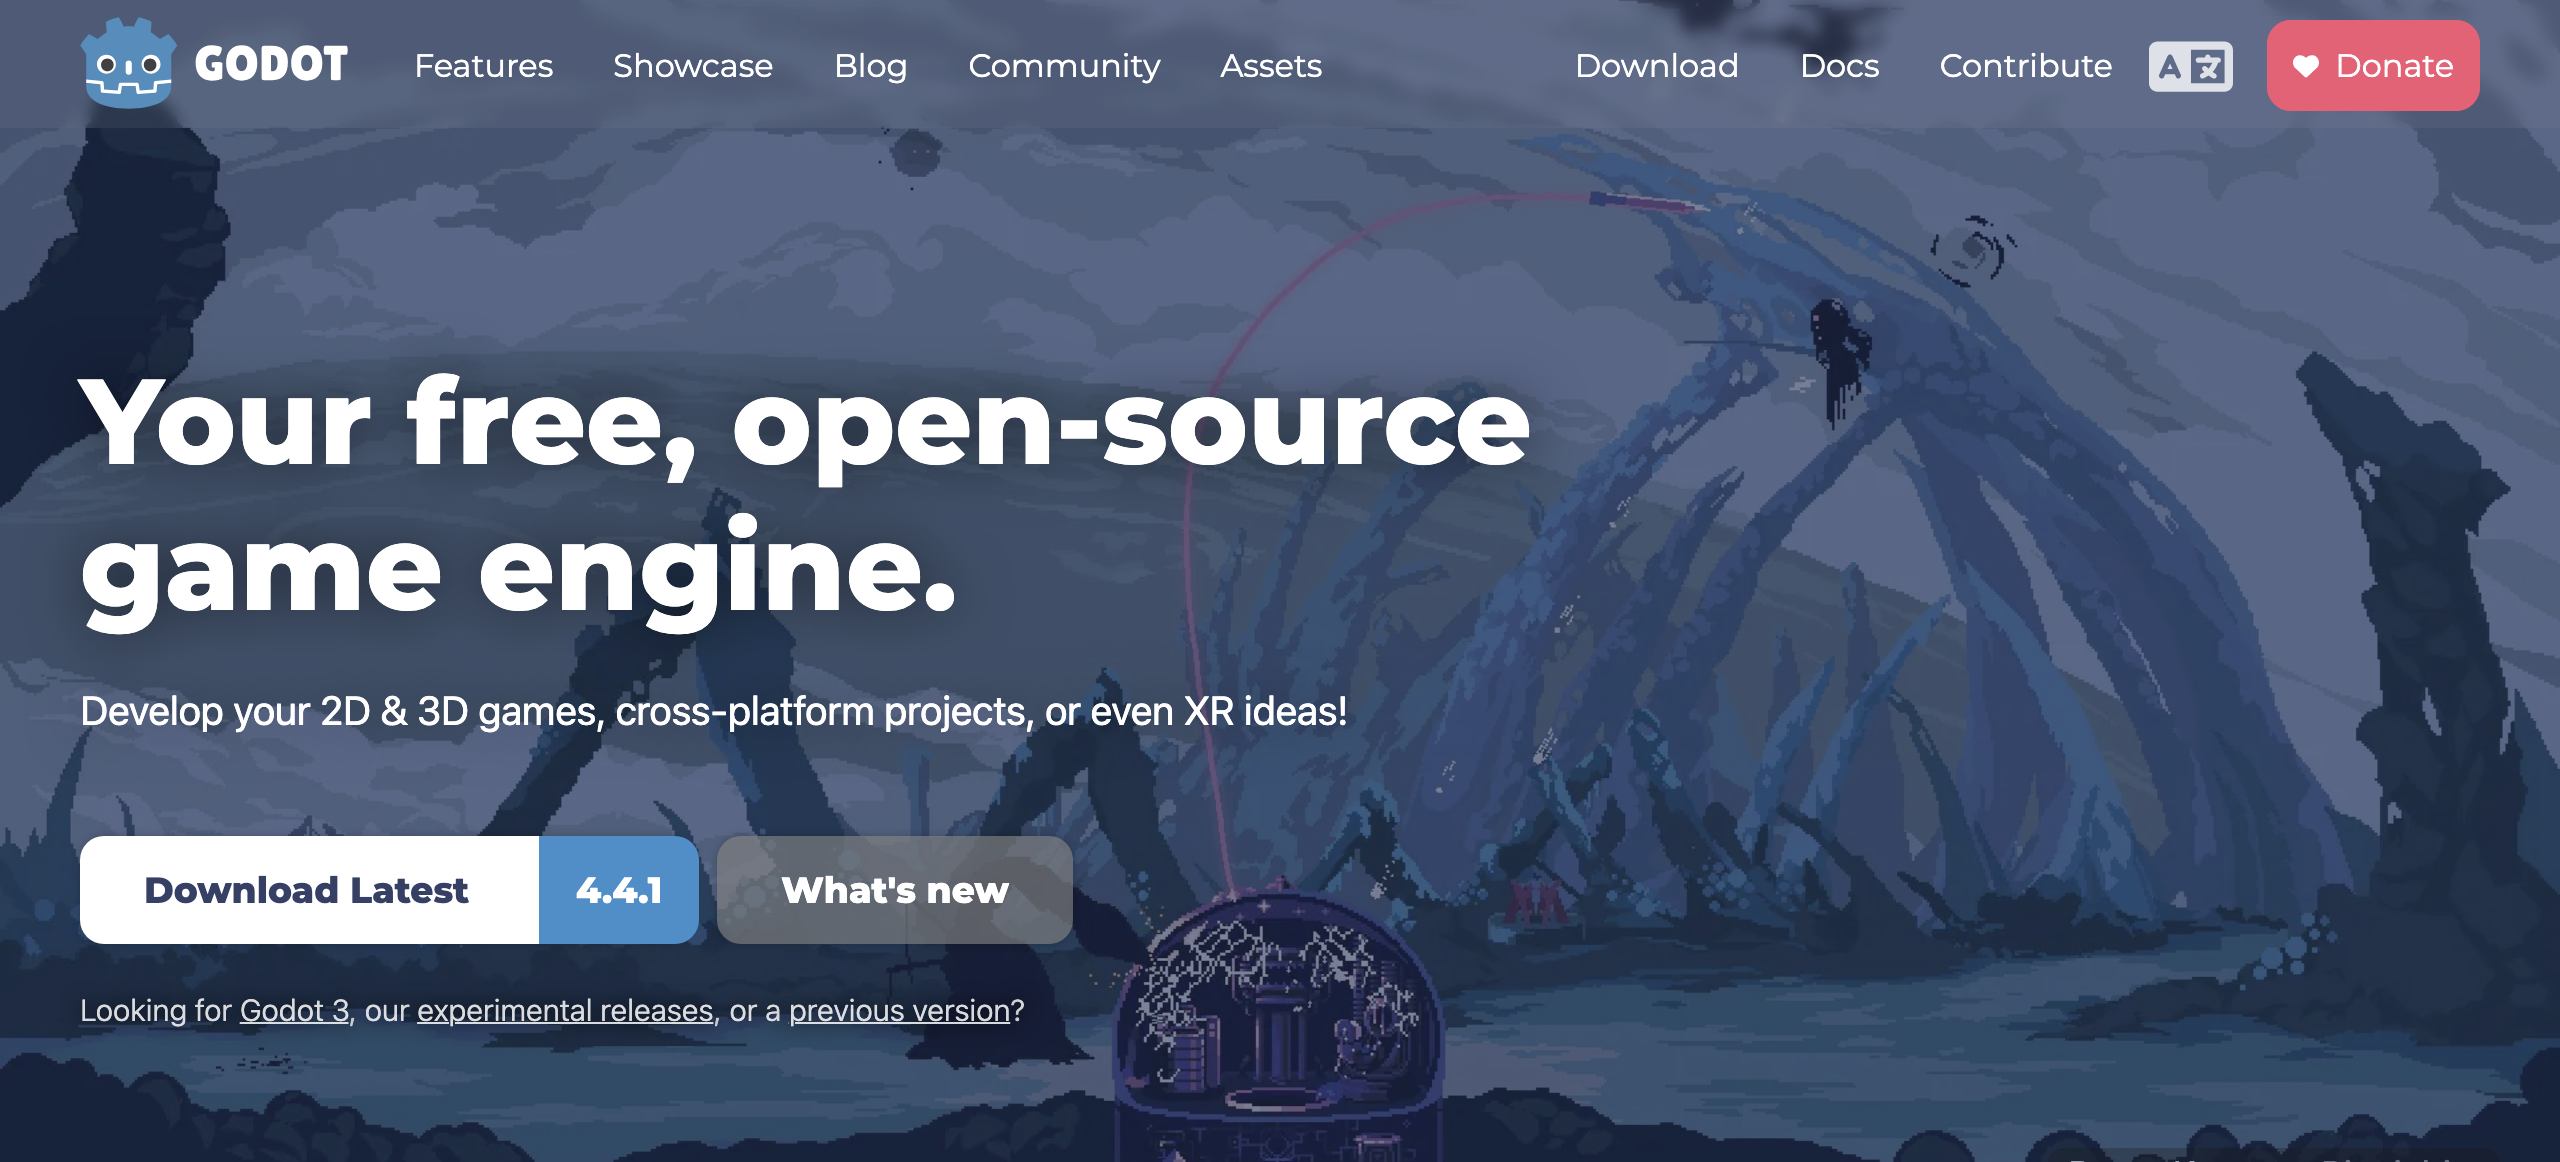 GODOT Features Showcase Blog Community Assets Download Docs Contribute A 文 Donate
Your free, open-source
game engine.
Develop your 2D & 3D games, cross-platform projects, or even XR ideas!
Download Latest 4.4.1 What's new
Looking for Godot 3, our experimental releases, or a previous version?